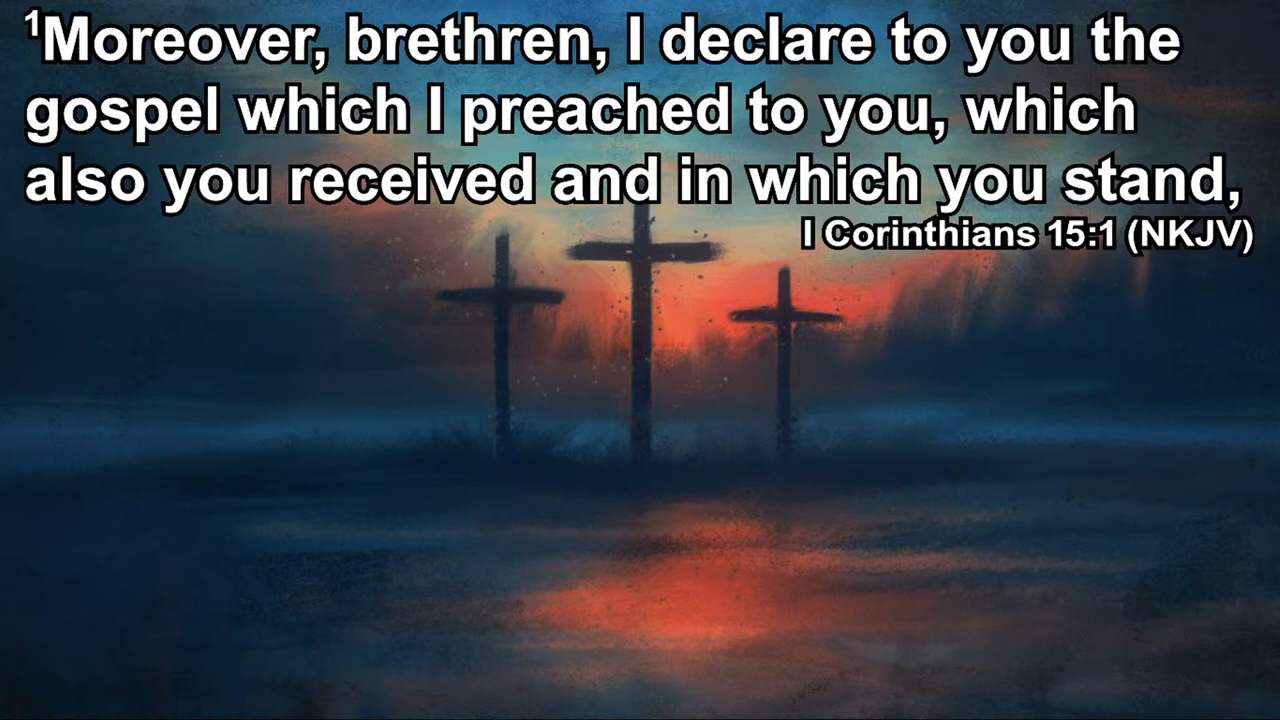 ¹Moreover, brethren, I declare to you the
gospel which I preached to you, which
also you received and in which you stand,
I Corinthians 15:1 (NKJV)